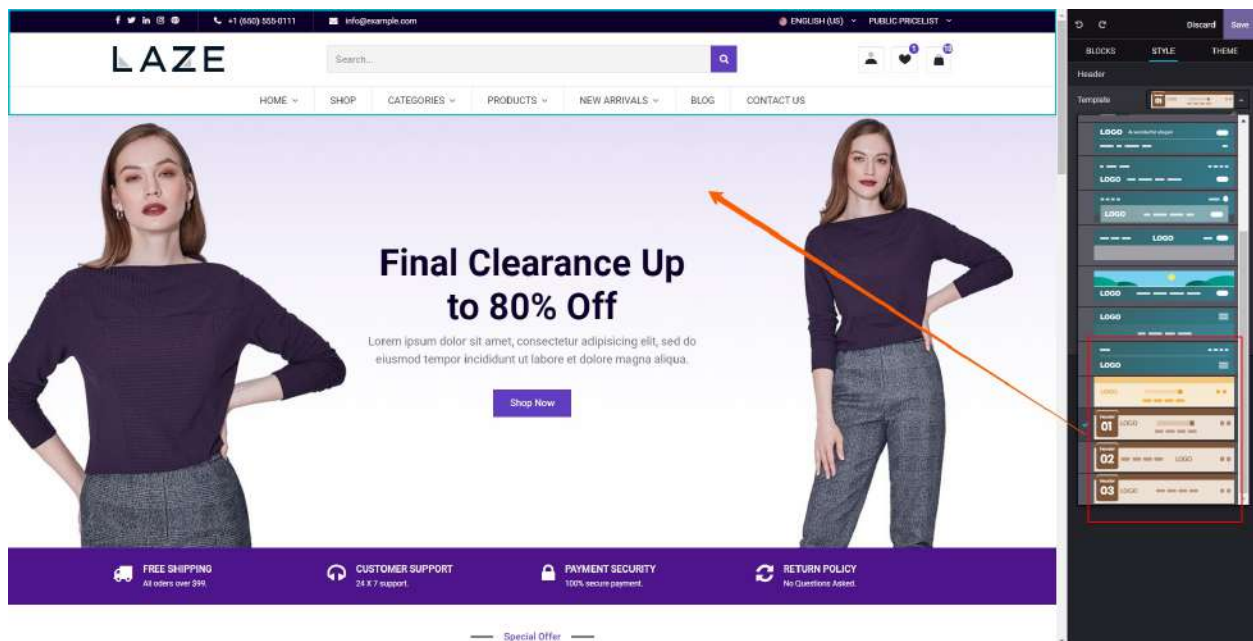 +1 (650) 555-0111 info@example.com ENGLISH (US) PUBLIC PRICELIST
LAZE
Search...
1
10
HOME SHOP CATEGORIES PRODUCTS NEW ARRIVALS BLOG CONTACT US
Final Clearance Up
to 80% Off
Lorem ipsum dolor sit amet, consectetur adipisicing elit, sed do
eiusmod tempor incididunt ut labore et dolore magna aliqua.
Shop Now
FREE SHIPPING
All oders over $99.
CUSTOMER SUPPORT
24 X 7 support.
PAYMENT SECURITY
100% secure payment.
RETURN POLICY
No Questions Asked.
Special Offer
Discard Save
BLOCKS STYLE THEME
Header
Template
LOGO
LOGO
LOGO
LOGO
LOGO
LOGO
LOGO
LOGO
01 LOGO
02 LOGO
03 LOGO